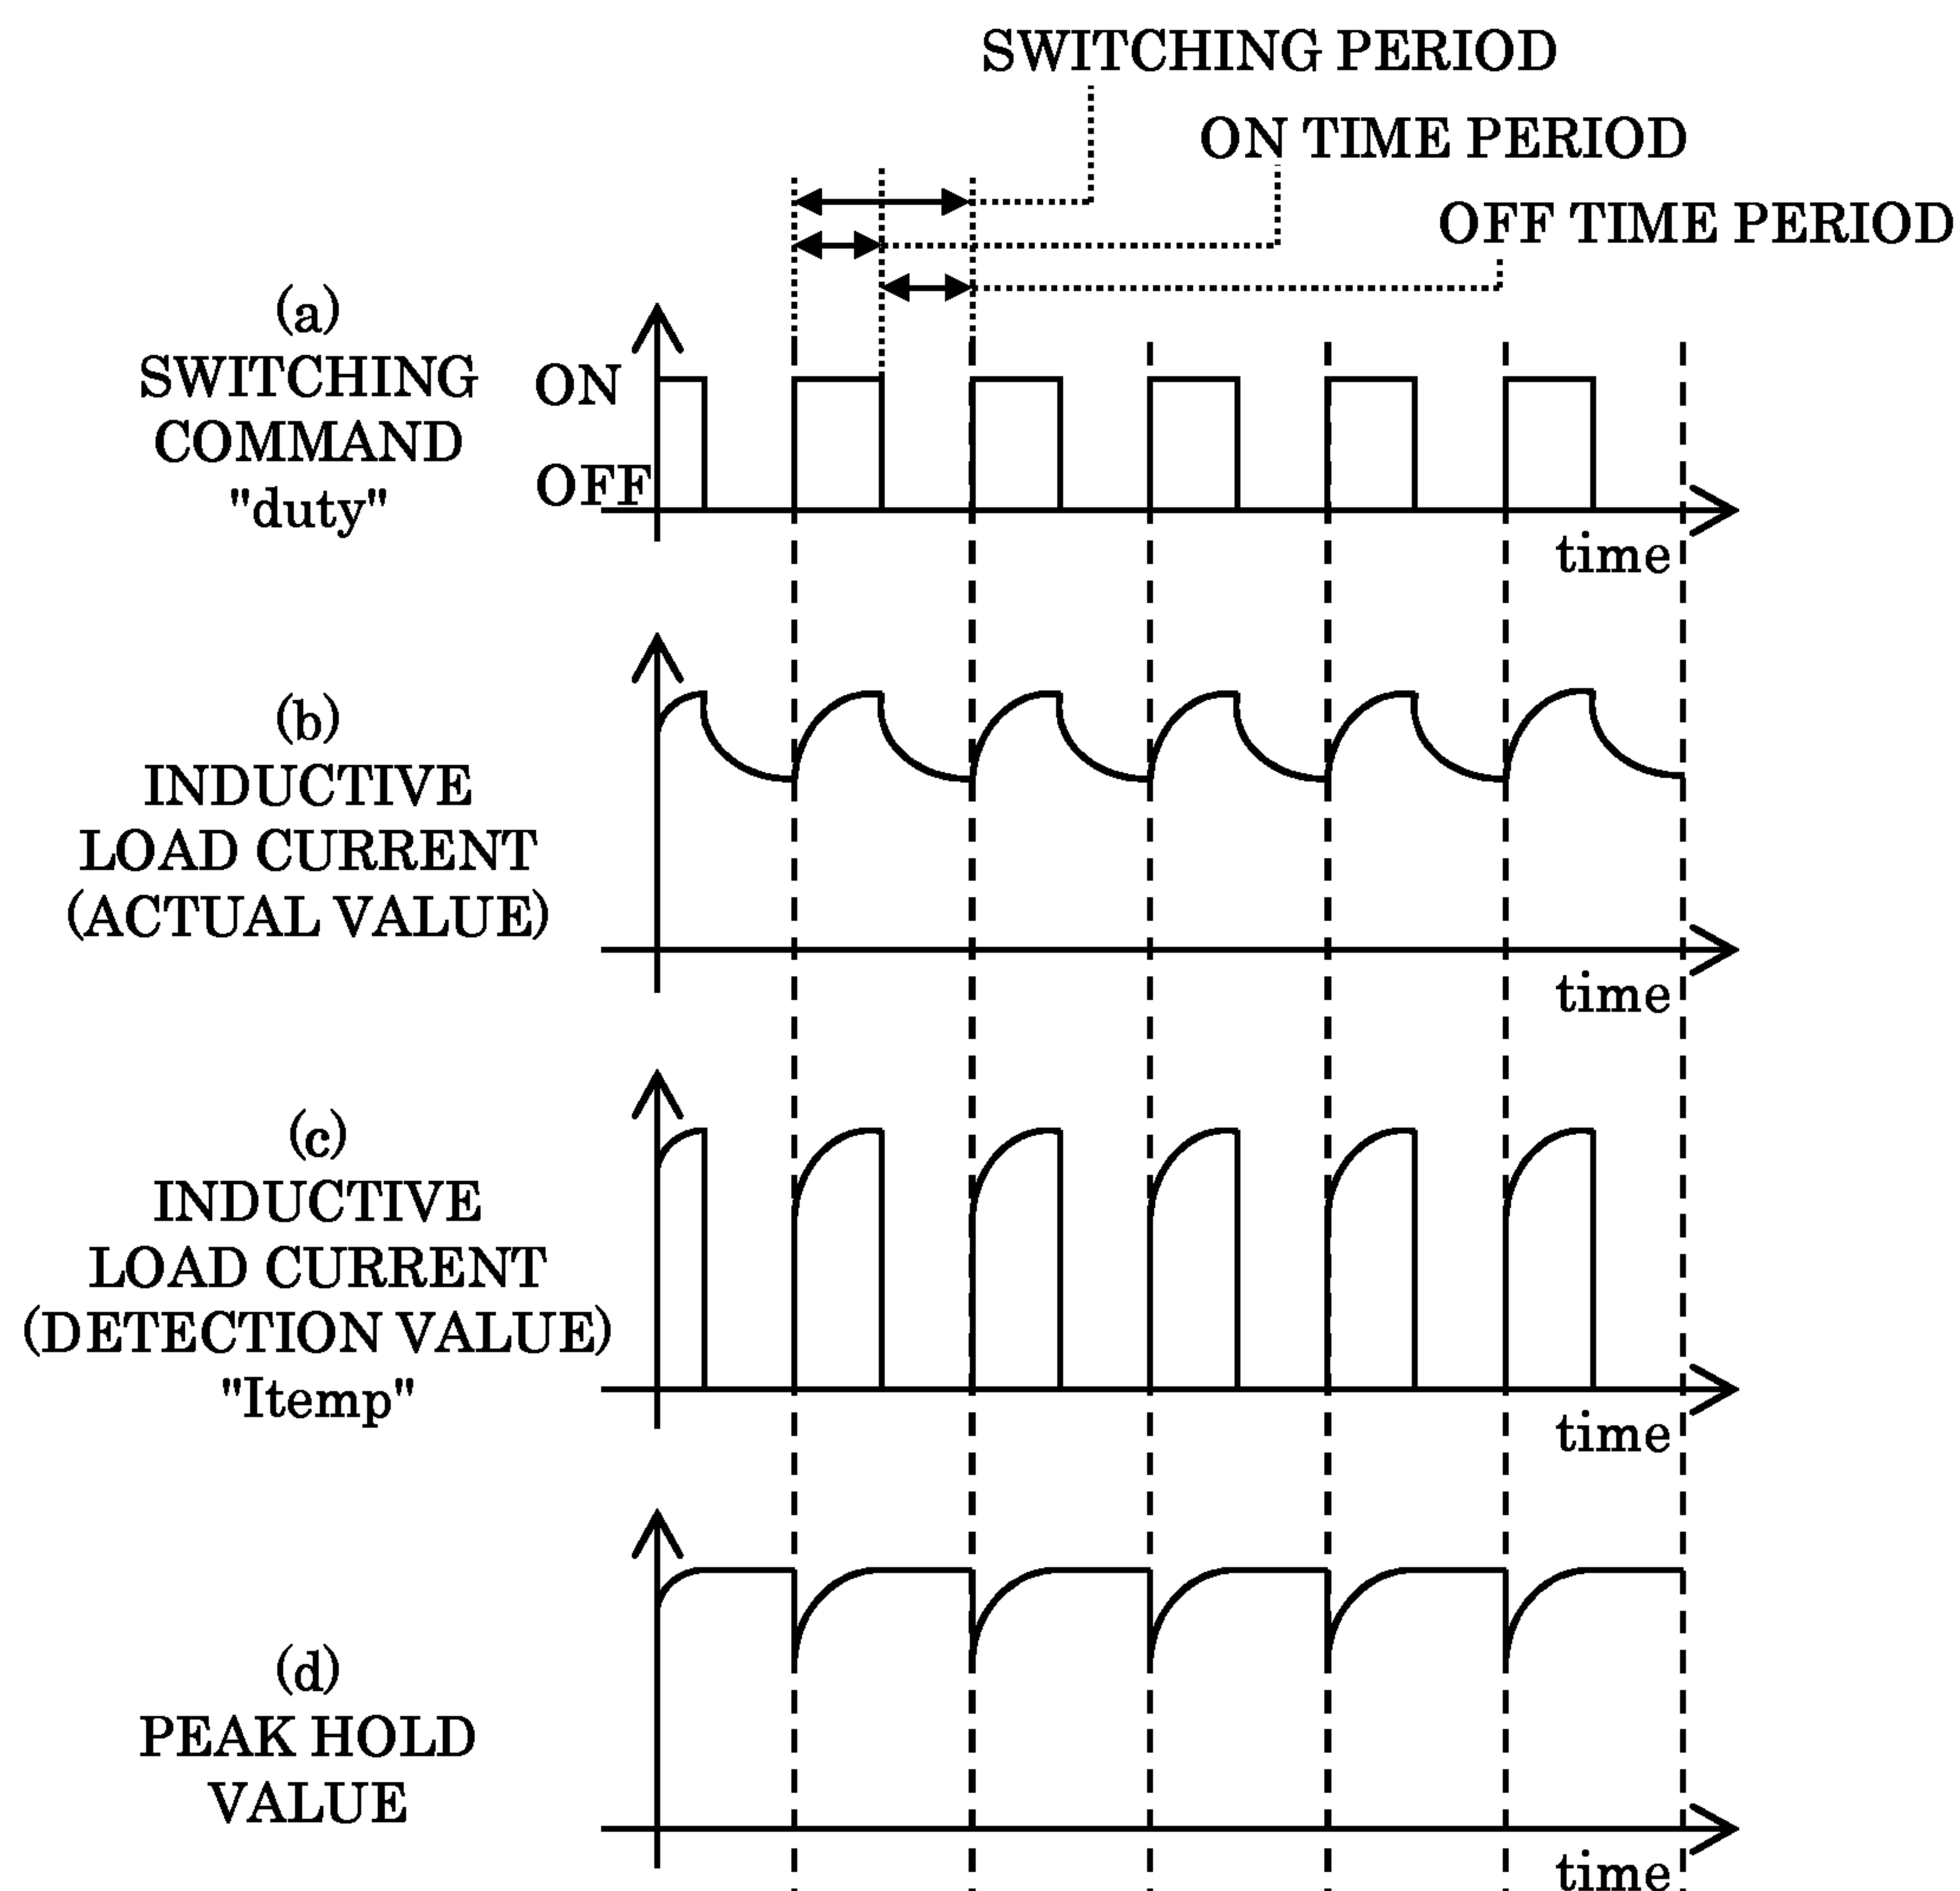 SWITCHING PERIOD
ON TIME PERIOD
OFF TIME PERIOD
(a)
SWITCHING
COMMAND
"duty"
ON
OFF
time
(b)
INDUCTIVE
LOAD CURRENT
(ACTUAL VALUE)
time
(c)
INDUCTIVE
LOAD CURRENT
(DETECTION VALUE)
"Itemp"
time
(d)
PEAK HOLD
VALUE
time